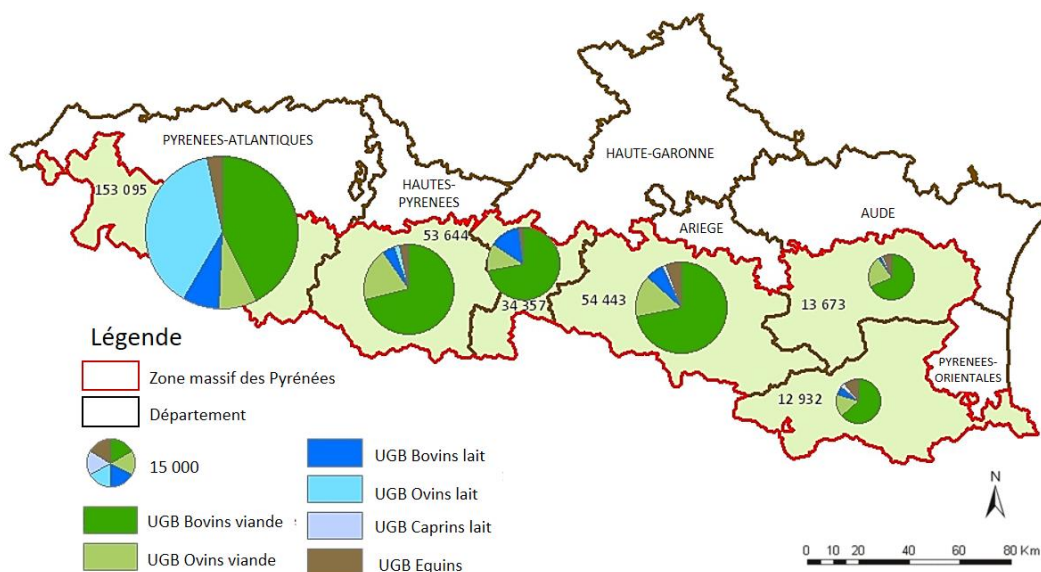 PYRENEES-ATLANTIQUES
153 095
HAUTES-
PYRENEES
53 644
HAUTE-GARONNE
34 357
ARIEGE
54 443
AUDE
13 673
PYRENEES-
ORIENTALES
12 932
Légende
Zone massif des Pyrénées
Département
15 000
UGB Bovins viande
UGB Ovins viande
UGB Bovins lait
UGB Ovins lait
UGB Caprins lait
UGB Equins
N
0 10 20 40 60 80 Km